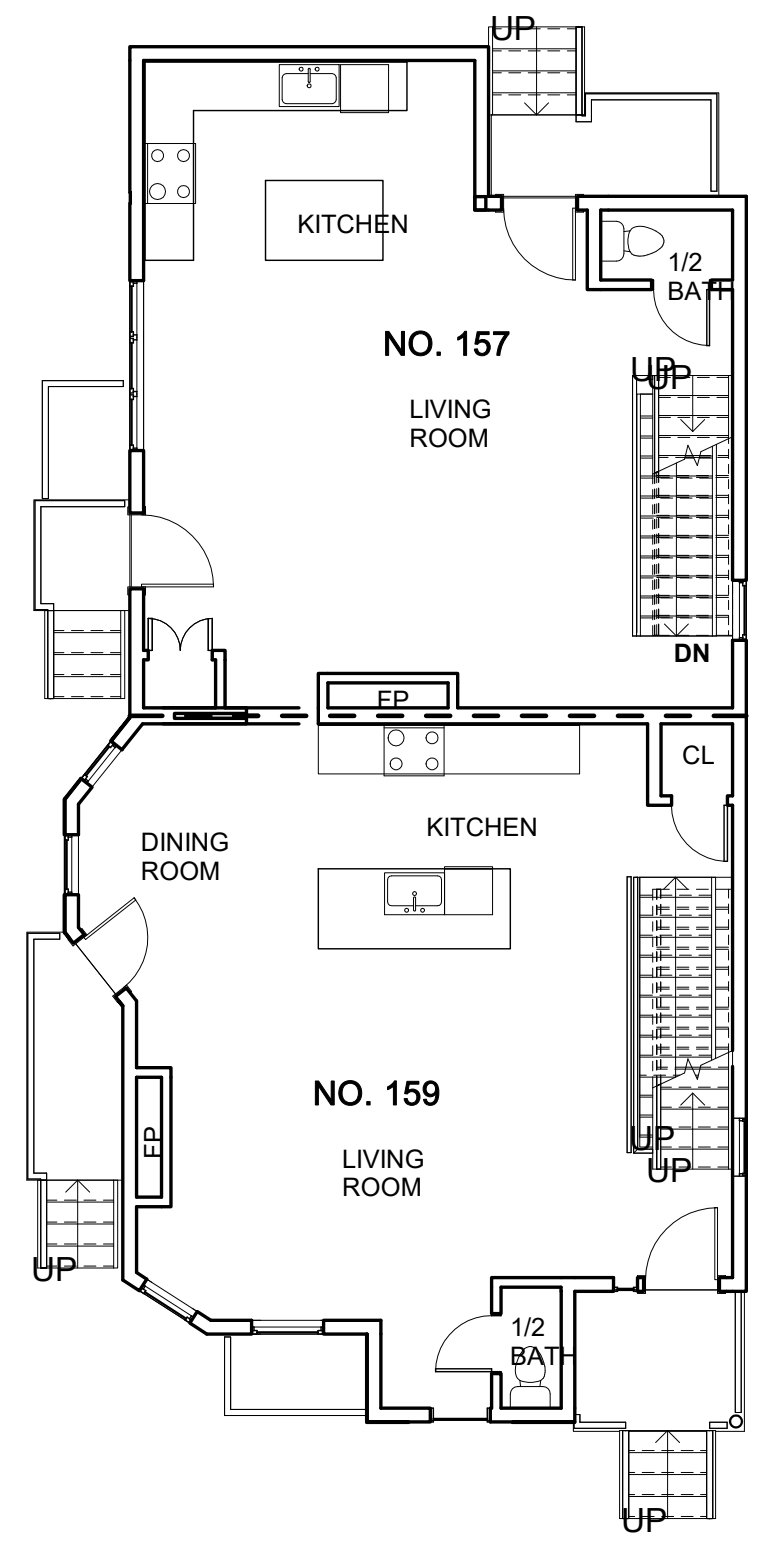 UP
KITCHEN
1/2
BATH
NO. 157
UP
UP
LIVING
ROOM
DN
FP
CL
KITCHEN
DINING
ROOM
NO. 159
FP
UP
LIVING
ROOM
UP
UP
1/2
BATH
UP